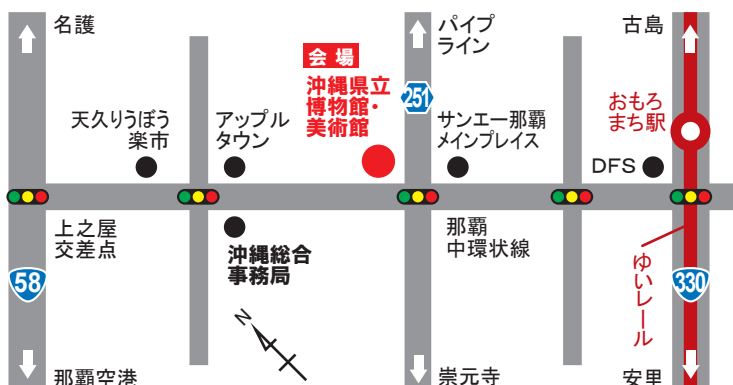 名護
パイプ
ライン
古島
会場
沖縄県立
博物館・
美術館
251
おもろ
まち駅
天久りうぼう
楽市
アップル
タウン
サンエー那覇
メインプレイス
DFS
上之屋
交差点
沖縄総合
事務局
那覇
中環状線
ゆいレール
58
330
N
那覇空港
崇元寺
安里